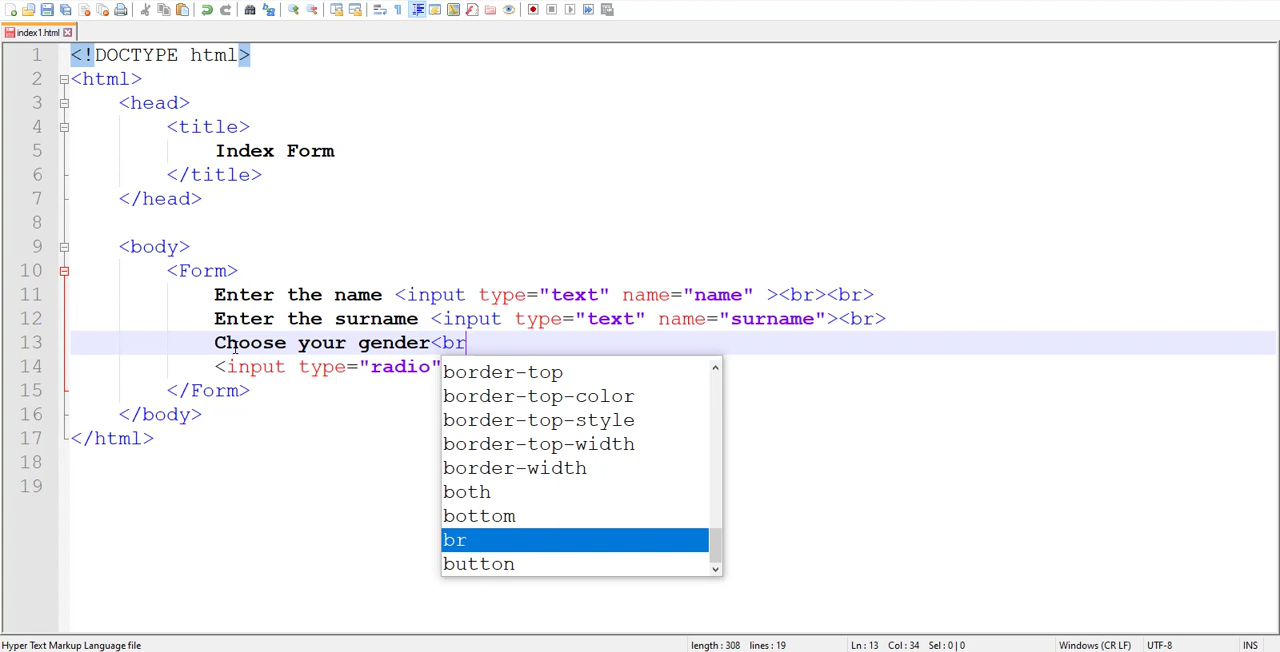 index1.html
1 <!DOCTYPE html>
2 <html>
3 <head>
4 <title>
5 Index Form
6 </title>
7 </head>
8
9 <body>
10 <Form>
11 Enter the name <input type="text" name="name" ><br><br>
12 Enter the surname <input type="text" name="surname"><br>
13 Choose your gender<br
14 <input type="radio"
15 </Form>
16 </body>
17 </html>
18
19
border-top
border-top-color
border-top-style
border-top-width
border-width
both
bottom
br
button
Hyper Text Markup Language file length : 308 lines : 19 Ln : 13 Col : 34 Sel : 0 | 0 Windows (CR LF) UTF-8 INS